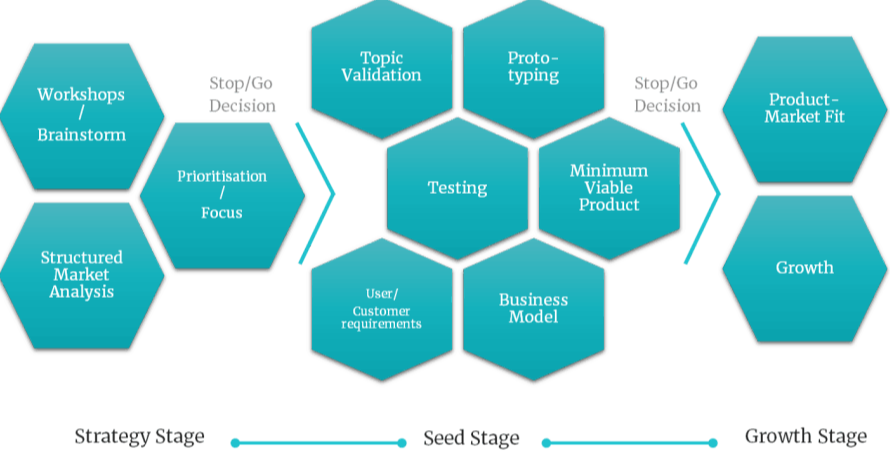 Workshops
/
Brainstorm
Structured
Market
Analysis
Prioritisation
/
Focus
Stop/Go
Decision
Topic
Validation
Proto-
typing
Testing
Minimum
Viable
Product
User/
Customer
requirements
Business
Model
Stop/Go
Decision
Product-
Market Fit
Growth
Strategy Stage
Seed Stage
Growth Stage